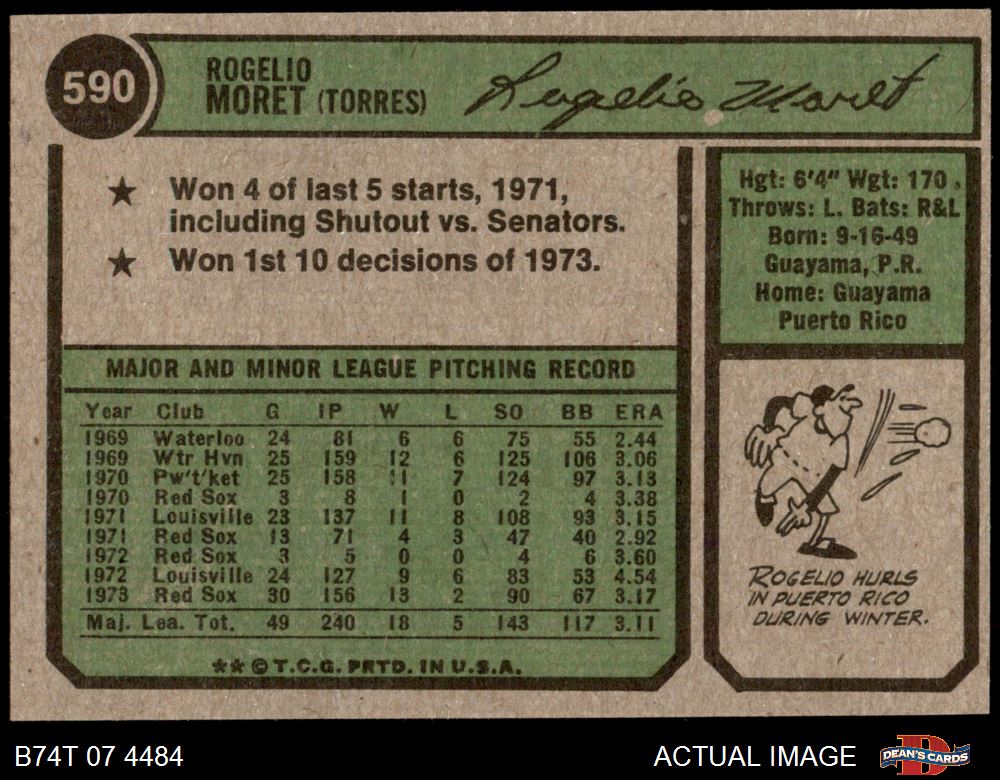 590
ROGELIO
MORET (TORRES)
Rogelio Moret
★ Won 4 of last 5 starts, 1971,
including Shutout vs. Senators.
★ Won 1st 10 decisions of 1973.
Hgt: 6'4" Wgt: 170
Throws: L. Bats: R&L
Born: 9-16-49
Guayama, P.R.
Home: Guayama
Puerto Rico
MAJOR AND MINOR LEAGUE PITCHING RECORD
Year Club G IP W L SO BB ERA
1969 Waterloo 24 81 6 6 75 55 2.44
1969 Wtr Hvn 25 159 12 6 125 106 3.06
1970 Pw't'ket 25 158 11 7 124 97 3.13
1970 Red Sox 3 8 1 0 2 4 3.38
1971 Louisville 23 137 11 8 108 93 3.15
1971 Red Sox 13 71 4 3 47 40 2.92
1972 Red Sox 3 5 0 0 4 6 3.60
1972 Louisville 24 127 9 6 83 53 4.54
1973 Red Sox 30 156 13 2 90 67 3.17
Maj. Lea. Tot. 49 240 18 5 143 117 3.11
★★ © T.C.G. PRTD. IN U.S.A.
ROGELIO HURLS
IN PUERTO RICO
DURING WINTER.
B74T 07 4484
ACTUAL IMAGE
DEAN'S CARDS